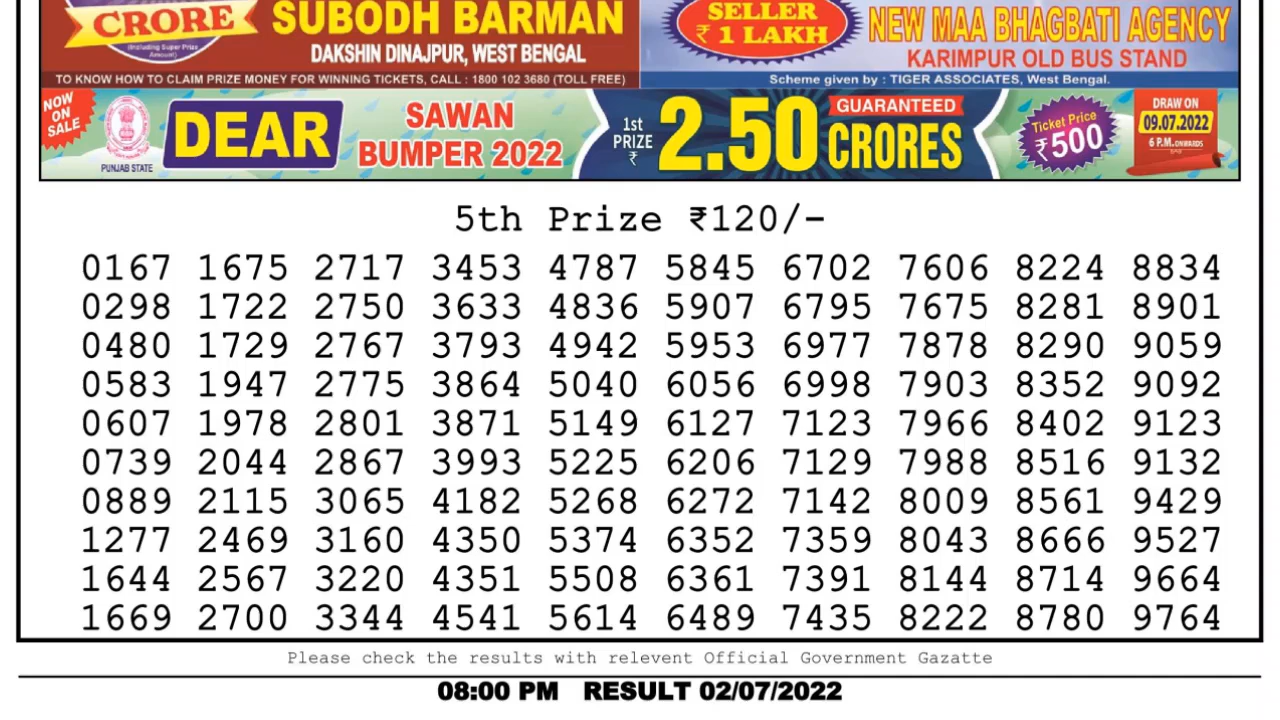 CRORE
(Including Super Prize Amount)
SUBODH BARMAN
DAKSHIN DINAJPUR, WEST BENGAL
TO KNOW HOW TO CLAIM PRIZE MONEY FOR WINNING TICKETS, CALL : 1800 102 3680 (TOLL FREE)
SELLER
₹ 1 LAKH
NEW MAA BHAGBATI AGENCY
KARIMPUR OLD BUS STAND
Scheme given by : TIGER ASSOCIATES, West Bengal.
NOW
ON
SALE
PUNJAB STATE
DEAR
SAWAN
BUMPER 2022
1st
PRIZE
₹
2.50
GUARANTEED
CRORES
Ticket Price
₹500
DRAW ON
09.07.2022
6 P.M. ONWARDS
5th Prize ₹120/-
0167 1675 2717 3453 4787 5845 6702 7606 8224 8834
0298 1722 2750 3633 4836 5907 6795 7675 8281 8901
0480 1729 2767 3793 4942 5953 6977 7878 8290 9059
0583 1947 2775 3864 5040 6056 6998 7903 8352 9092
0607 1978 2801 3871 5149 6127 7123 7966 8402 9123
0739 2044 2867 3993 5225 6206 7129 7988 8516 9132
0889 2115 3065 4182 5268 6272 7142 8009 8561 9429
1277 2469 3160 4350 5374 6352 7359 8043 8666 9527
1644 2567 3220 4351 5508 6361 7391 8144 8714 9664
1669 2700 3344 4541 5614 6489 7435 8222 8780 9764
Please check the results with relevent Official Government Gazatte
08:00 PM RESULT 02/07/2022